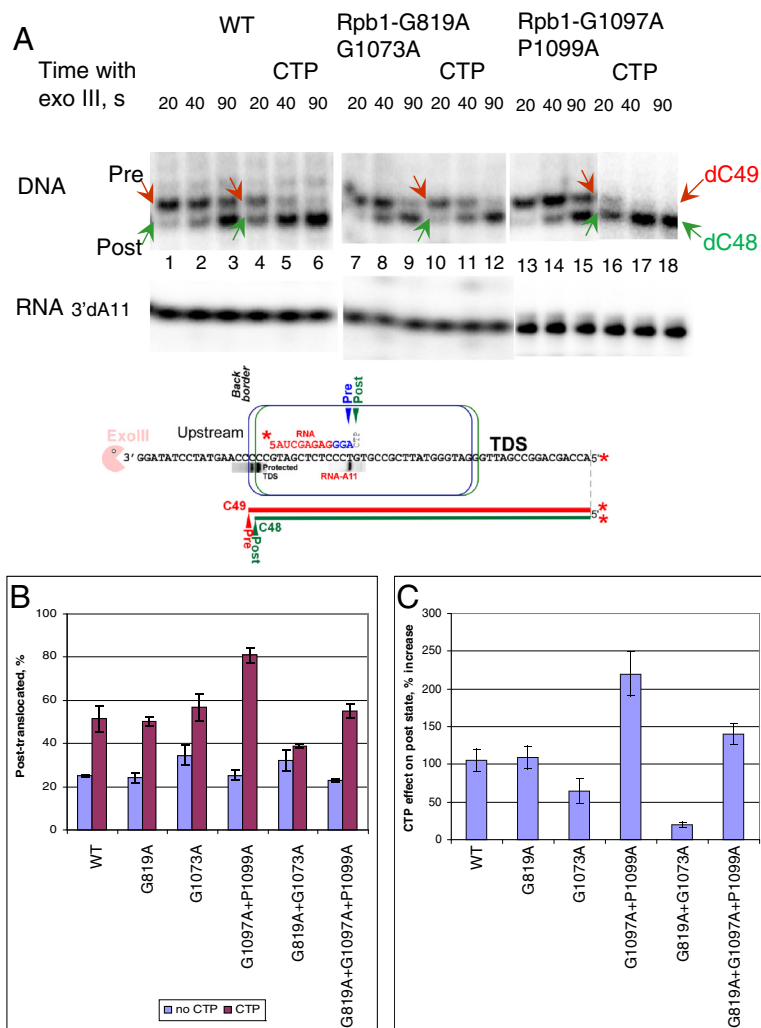 A
WT
Rpb1-G819A
G1073A
Rpb1-G1097A
P1099A
Time with
exo III, s
CTP
CTP
CTP
20 40 90 20 40 90
20 40 90 20 40 90
20 40 90 20 40 90
DNA
Pre
Post
dC49
dC48
1 2 3 4 5 6
7 8 9 10 11 12
13 14 15 16 17 18
RNA 3'dA11
Back
border
Pre
Post
ExoIII
Upstream
*
RNA
5AUCGAGAGGGA
CTP
TDS
3' GGATATCCTATGAACCCCCGTAGCTCTCCCTGTGCCGCTTATGGGTAGGGTTAGCCGGACGACCA 5'*
Protected
TDS
RNA-A11
C49
C48
5'*
*
Pre
Post
B
Post-translocated, %
100
80
60
40
20
0
WT
G819A
G1073A
G1097A+P1099A
G819A+G1073A
G819A+G1097A+P1099A
no CTP
CTP
C
CTP effect on post state, % increase
300
250
200
150
100
50
0
WT
G819A
G1073A
G1097A+P1099A
G819A+G1073A
G819A+G1097A+P1099A